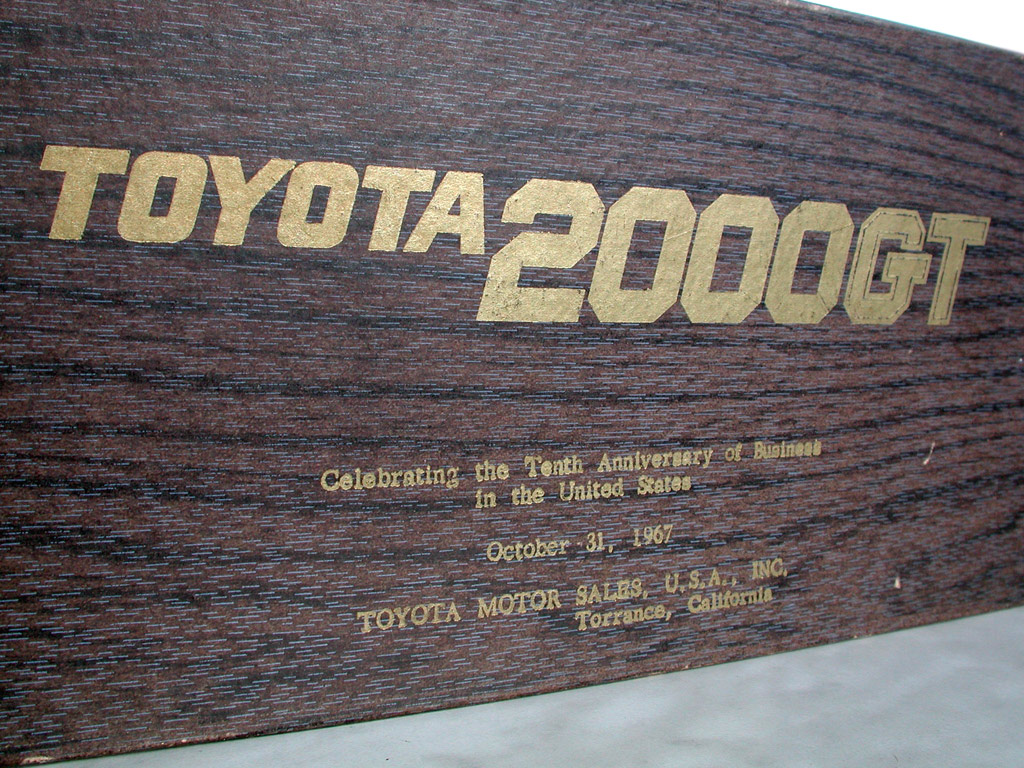 TOYOTA 2000GT
Celebrating the Tenth Anniversary of Business
in the United States
October 31, 1967
TOYOTA MOTOR SALES, U.S.A., INC.
Torrance, California